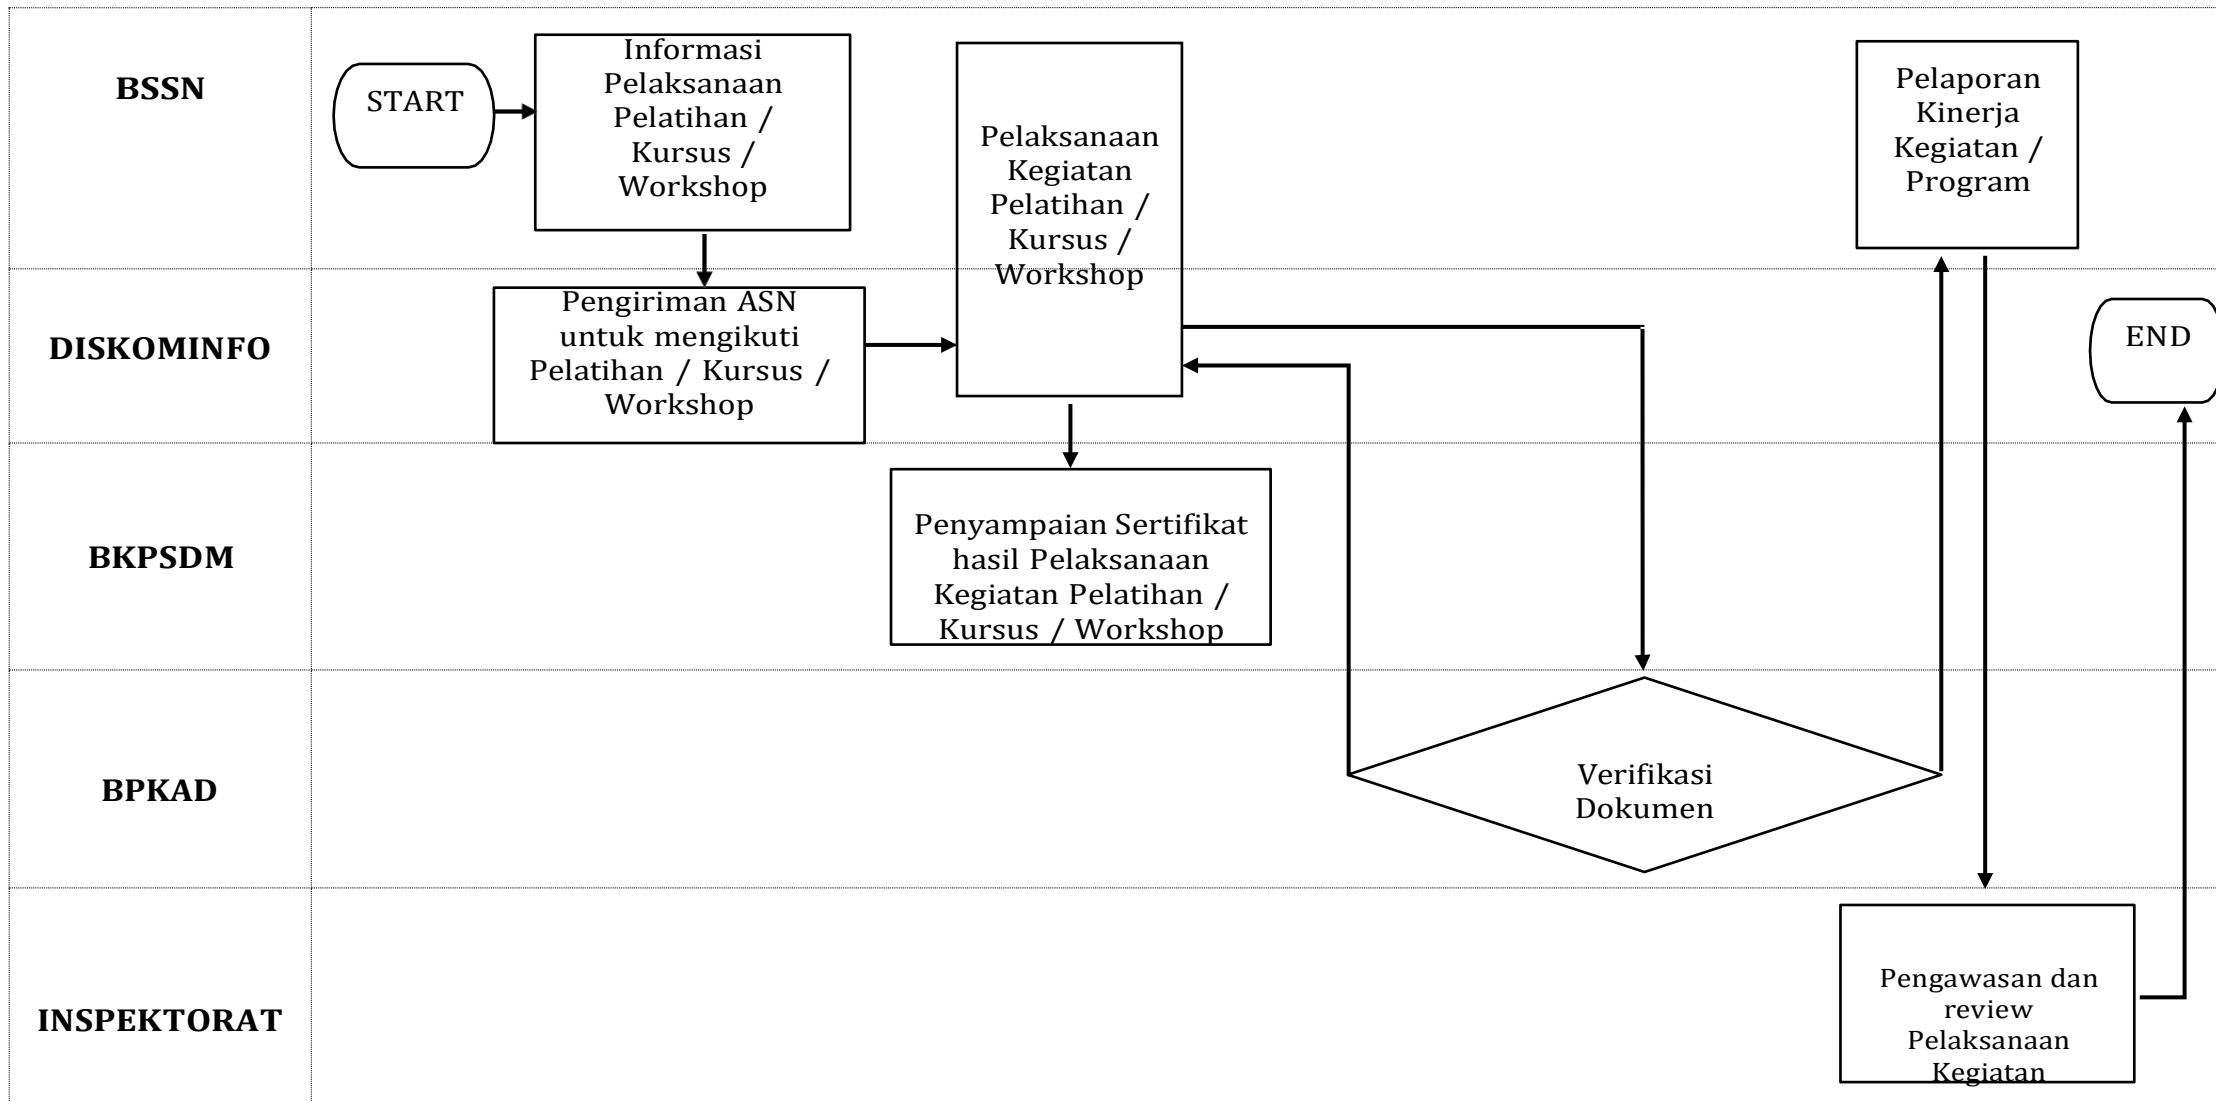 BSSN
START
Informasi
Pelaksanaan
Pelatihan /
Kursus /
Workshop
Pelaksanaan
Kegiatan
Pelatihan /
Kursus /
Workshop
Pelaporan
Kinerja
Kegiatan /
Program
DISKOMINFO
Pengiriman ASN
untuk mengikuti
Pelatihan / Kursus /
Workshop
END
BKPSDM
Penyampaian Sertifikat
hasil Pelaksanaan
Kegiatan Pelatihan /
Kursus / Workshop
BPKAD
Verifikasi
Dokumen
INSPEKTORAT
Pengawasan dan
review
Pelaksanaan
Kegiatan